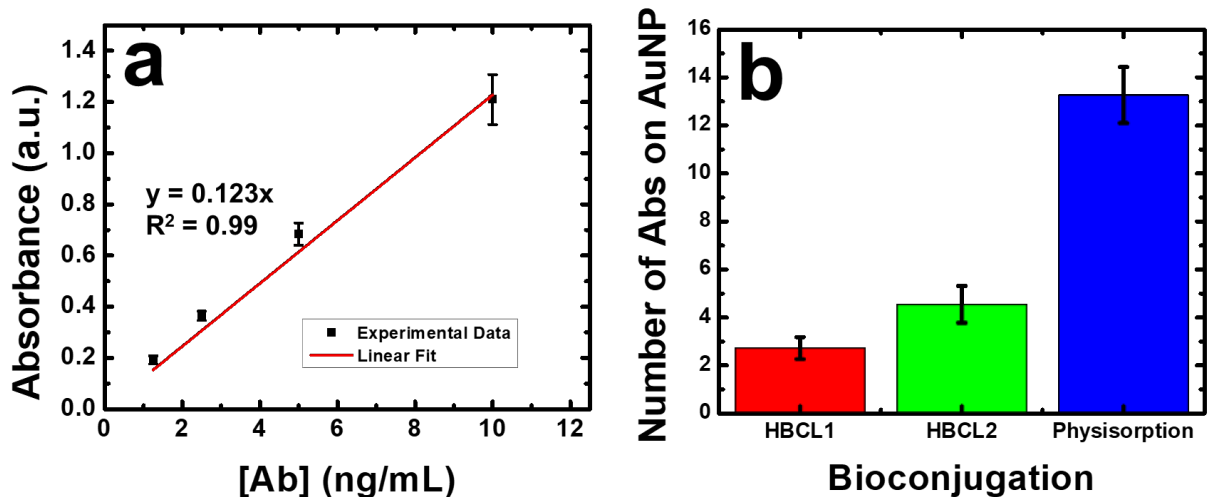 a
Absorbance (a.u.)
1.4
1.2
1.0
0.8
0.6
0.4
0.2
0.0
y = 0.123x
R² = 0.99
Experimental Data
Linear Fit
0 2 4 6 8 10 12
[Ab] (ng/mL)
b
Number of Abs on AuNP
16
14
12
10
8
6
4
2
0
HBCL1 HBCL2 Physisorption
Bioconjugation